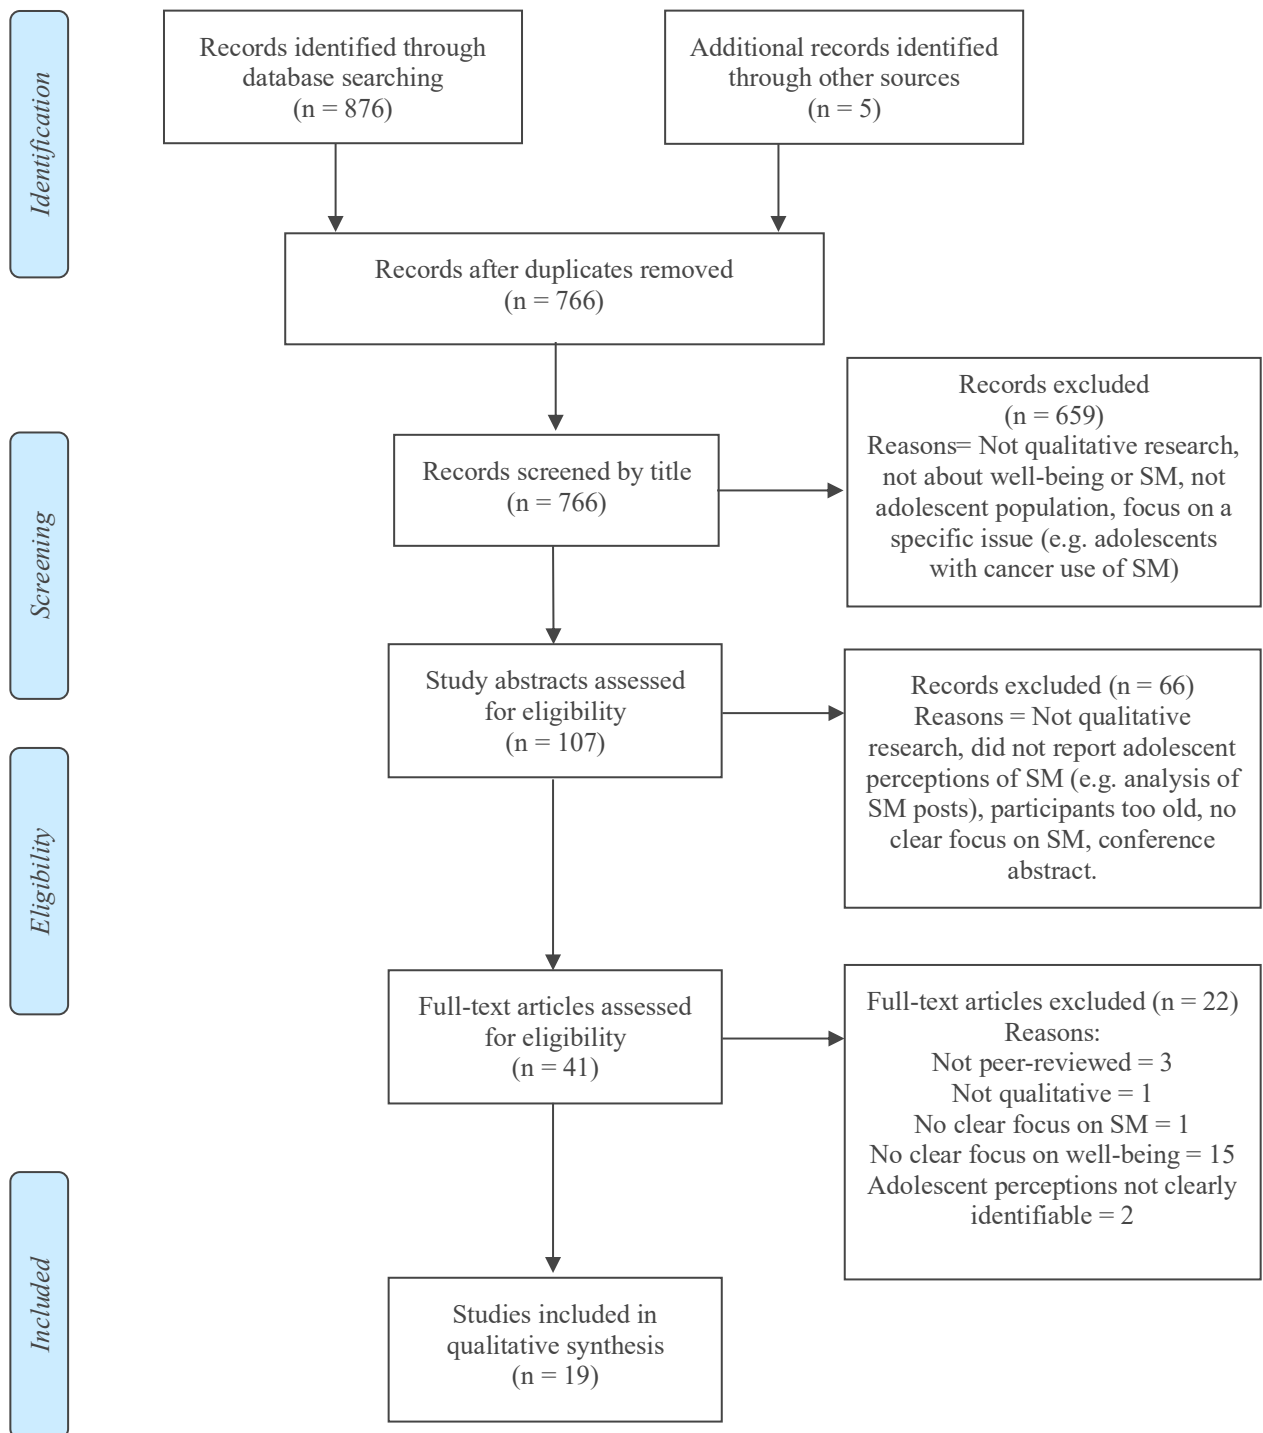 Identification
Records identified through
database searching
(n = 876)
Additional records identified
through other sources
(n = 5)
Records after duplicates removed
(n = 766)
Screening
Records screened by title
(n = 766)
Records excluded
(n = 659)
Reasons= Not qualitative research,
not about well-being or SM, not
adolescent population, focus on a
specific issue (e.g. adolescents
with cancer use of SM)
Study abstracts assessed
for eligibility
(n = 107)
Records excluded (n = 66)
Reasons = Not qualitative
research, did not report adolescent
perceptions of SM (e.g. analysis of
SM posts), participants too old, no
clear focus on SM, conference
abstract.
Eligibility
Full-text articles assessed
for eligibility
(n = 41)
Full-text articles excluded (n = 22)
Reasons:
Not peer-reviewed = 3
Not qualitative = 1
No clear focus on SM = 1
No clear focus on well-being = 15
Adolescent perceptions not clearly
identifiable = 2
Included
Studies included in
qualitative synthesis
(n = 19)